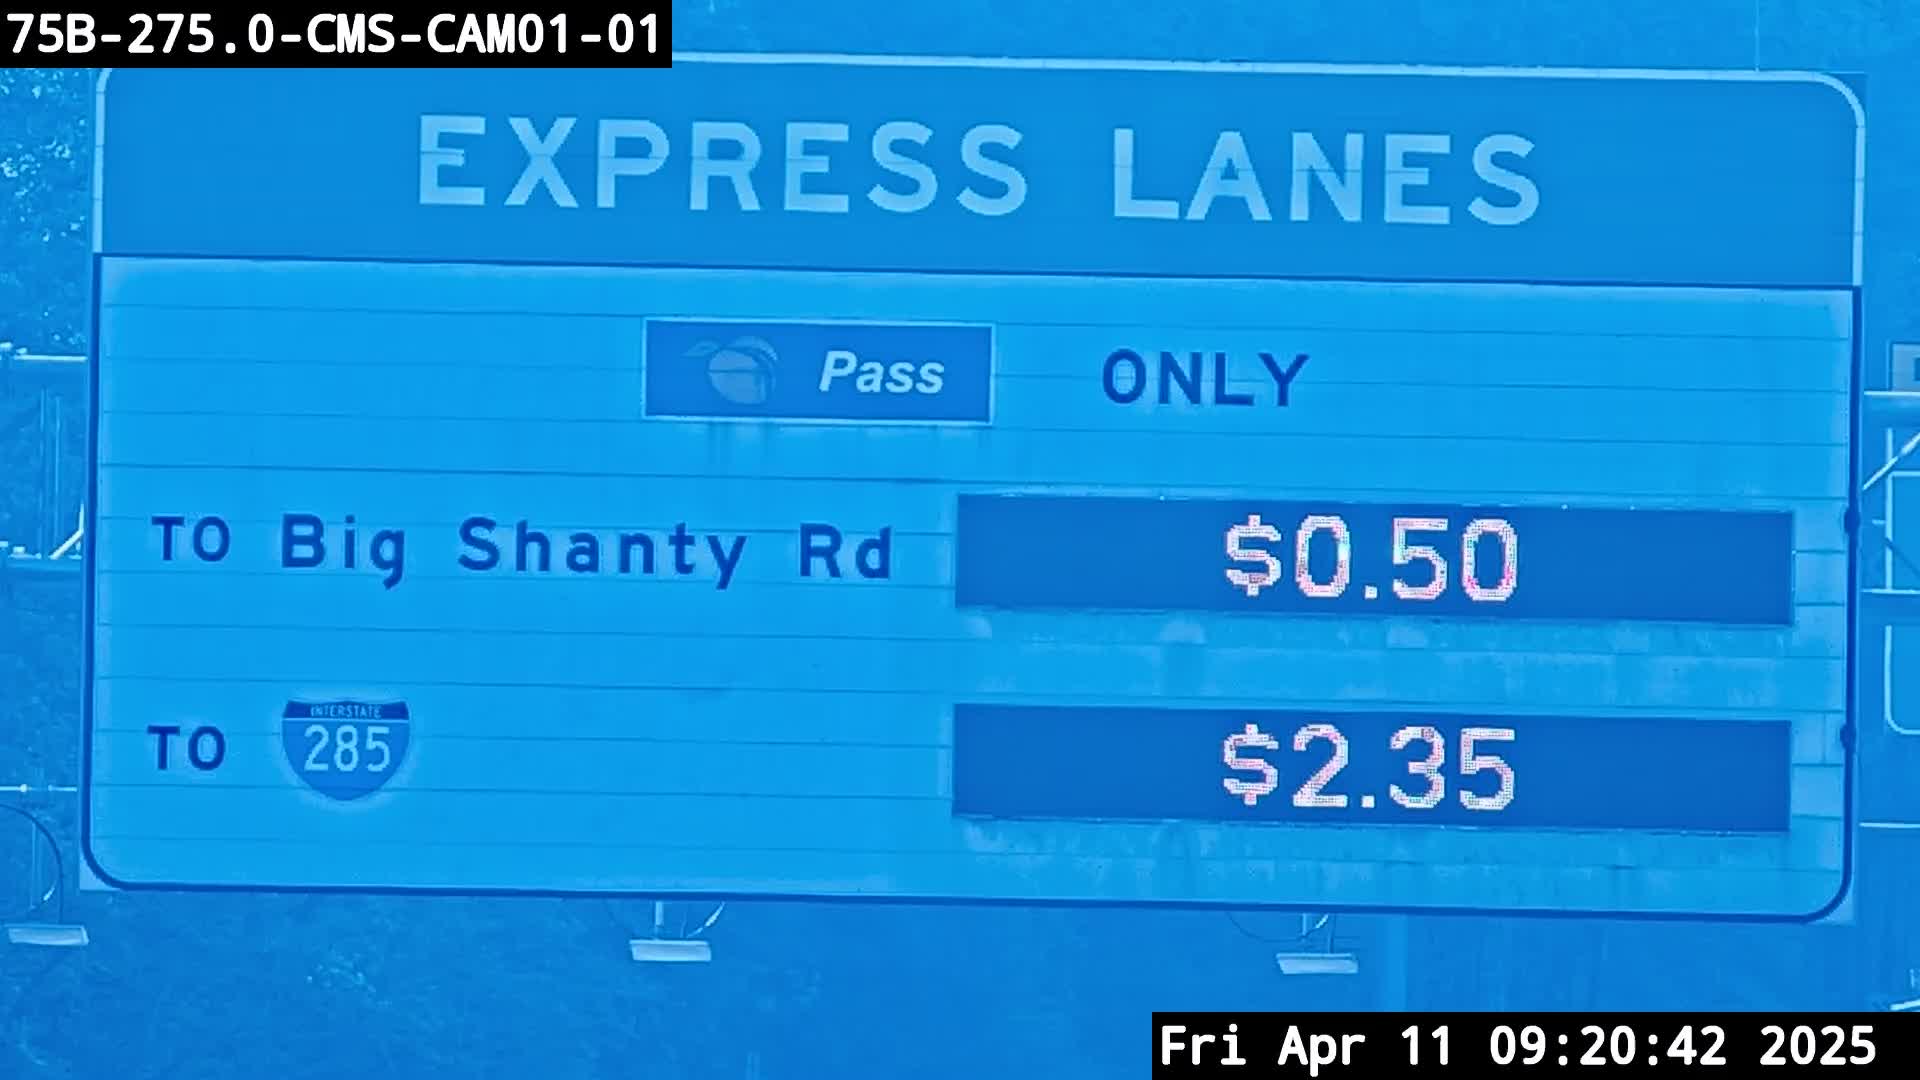 75B-275.0-CMS-CAM01-01
EXPRESS LANES
Pass ONLY
TO Big Shanty Rd $0.50
TO INTERSTATE 285 $2.35
Fri Apr 11 09:20:42 2025